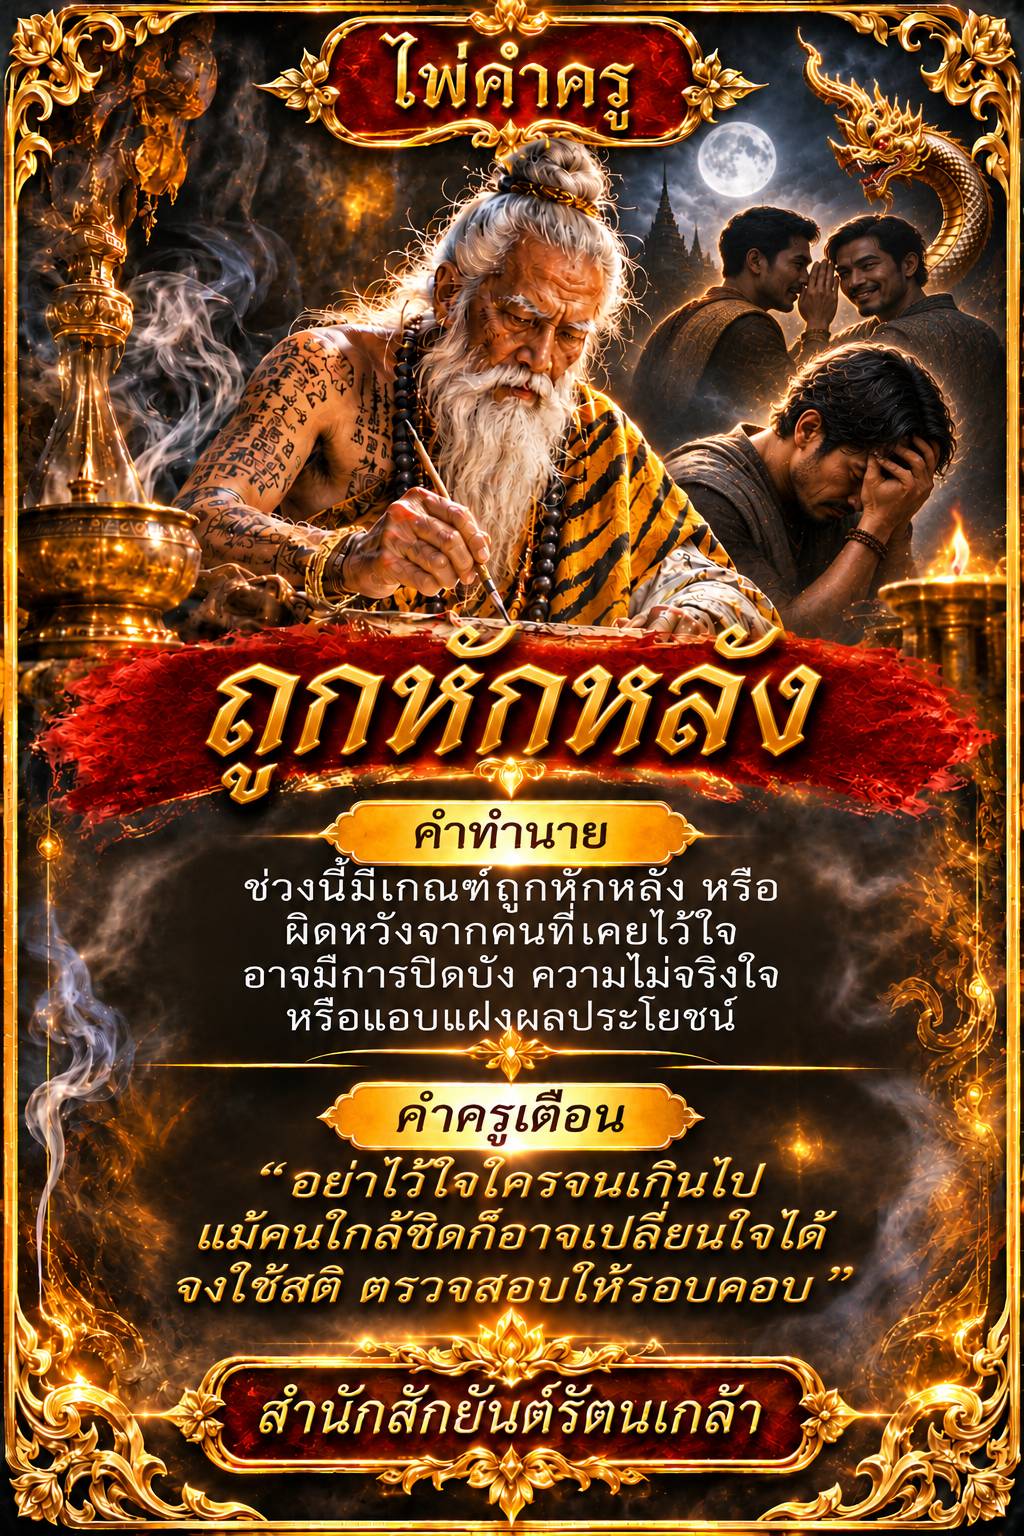 ไพ่คำครู
ถูกหักหลัง
คำทำนาย
ช่วงนี้มีเกณฑ์ถูกหักหลัง หรือ
ผิดหวังจากคนที่เคยไว้ใจ
อาจมีการปิดบัง ความไม่จริงใจ
หรือแอบแฝงผลประโยชน์
คำครูเตือน
“อย่าไว้ใจใครจนเกินไป
แม้คนใกล้ชิดก็อาจเปลี่ยนใจได้
จงใช้สติ ตรวจสอบให้รอบคอบ”
สำนักสักยันต์รัตนเกล้า